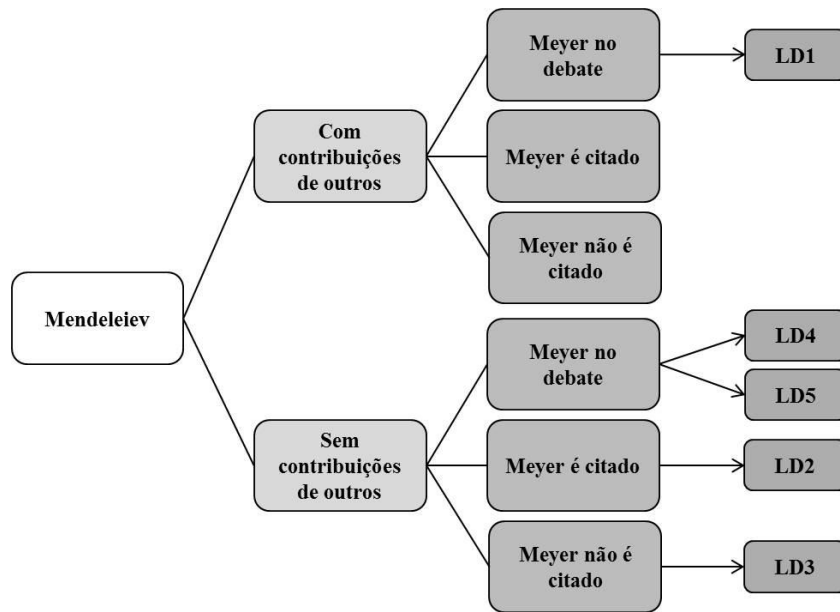 Meyer no
debate
LD1
Com
contribuições
de outros
Meyer é citado
Meyer não é
citado
Mendeleiev
Meyer no
debate
LD4
LD5
Sem
contribuições
de outros
Meyer é citado
LD2
Meyer não é
citado
LD3